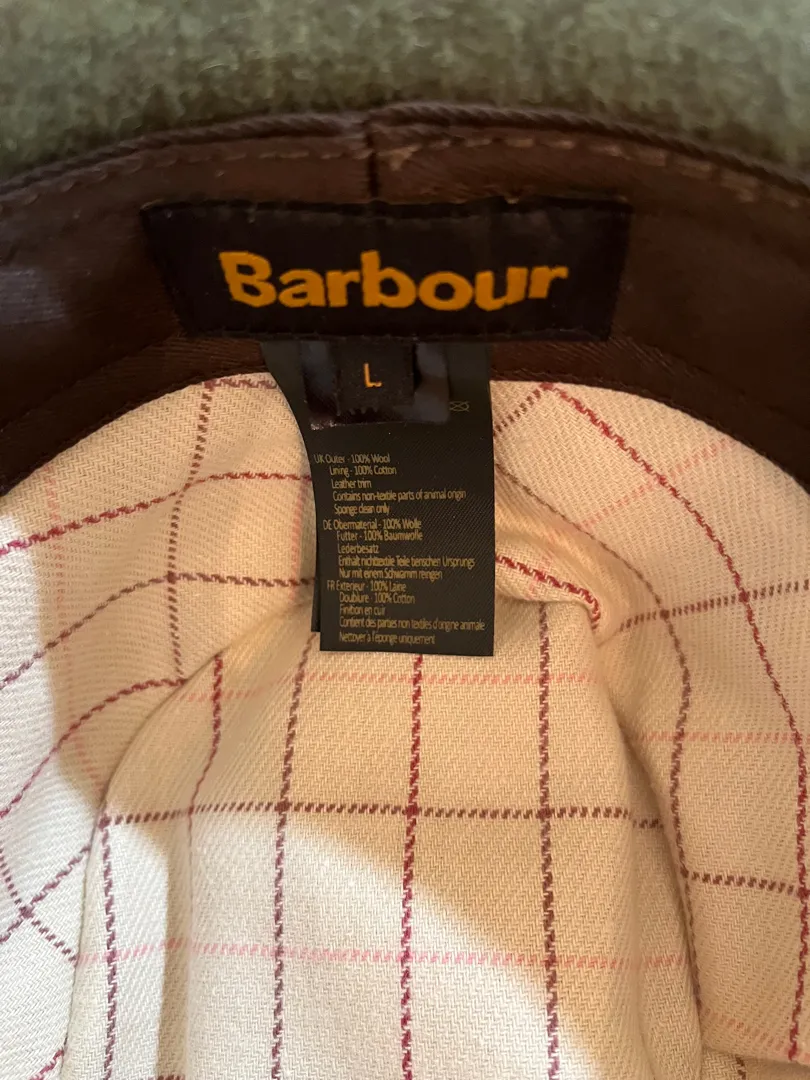 Barbour
L
UK Outer - 100% Wool
Lining - 100% Cotton
Leather trim
Contains non-textile parts of animal origin
Sponge clean only
DE Obermaterial - 100% Wolle
Futter - 100% Baumwolle
Lederbesatz
Enthält nichttextile Teile tierischen Ursprungs
Nur mit einem Schwamm reinigen
FR Exterieur - 100% Laine
Doublure - 100% Cotton
Finition en cuir
Contient des parties non textiles d'origine animale
Nettoyer à l'éponge uniquement